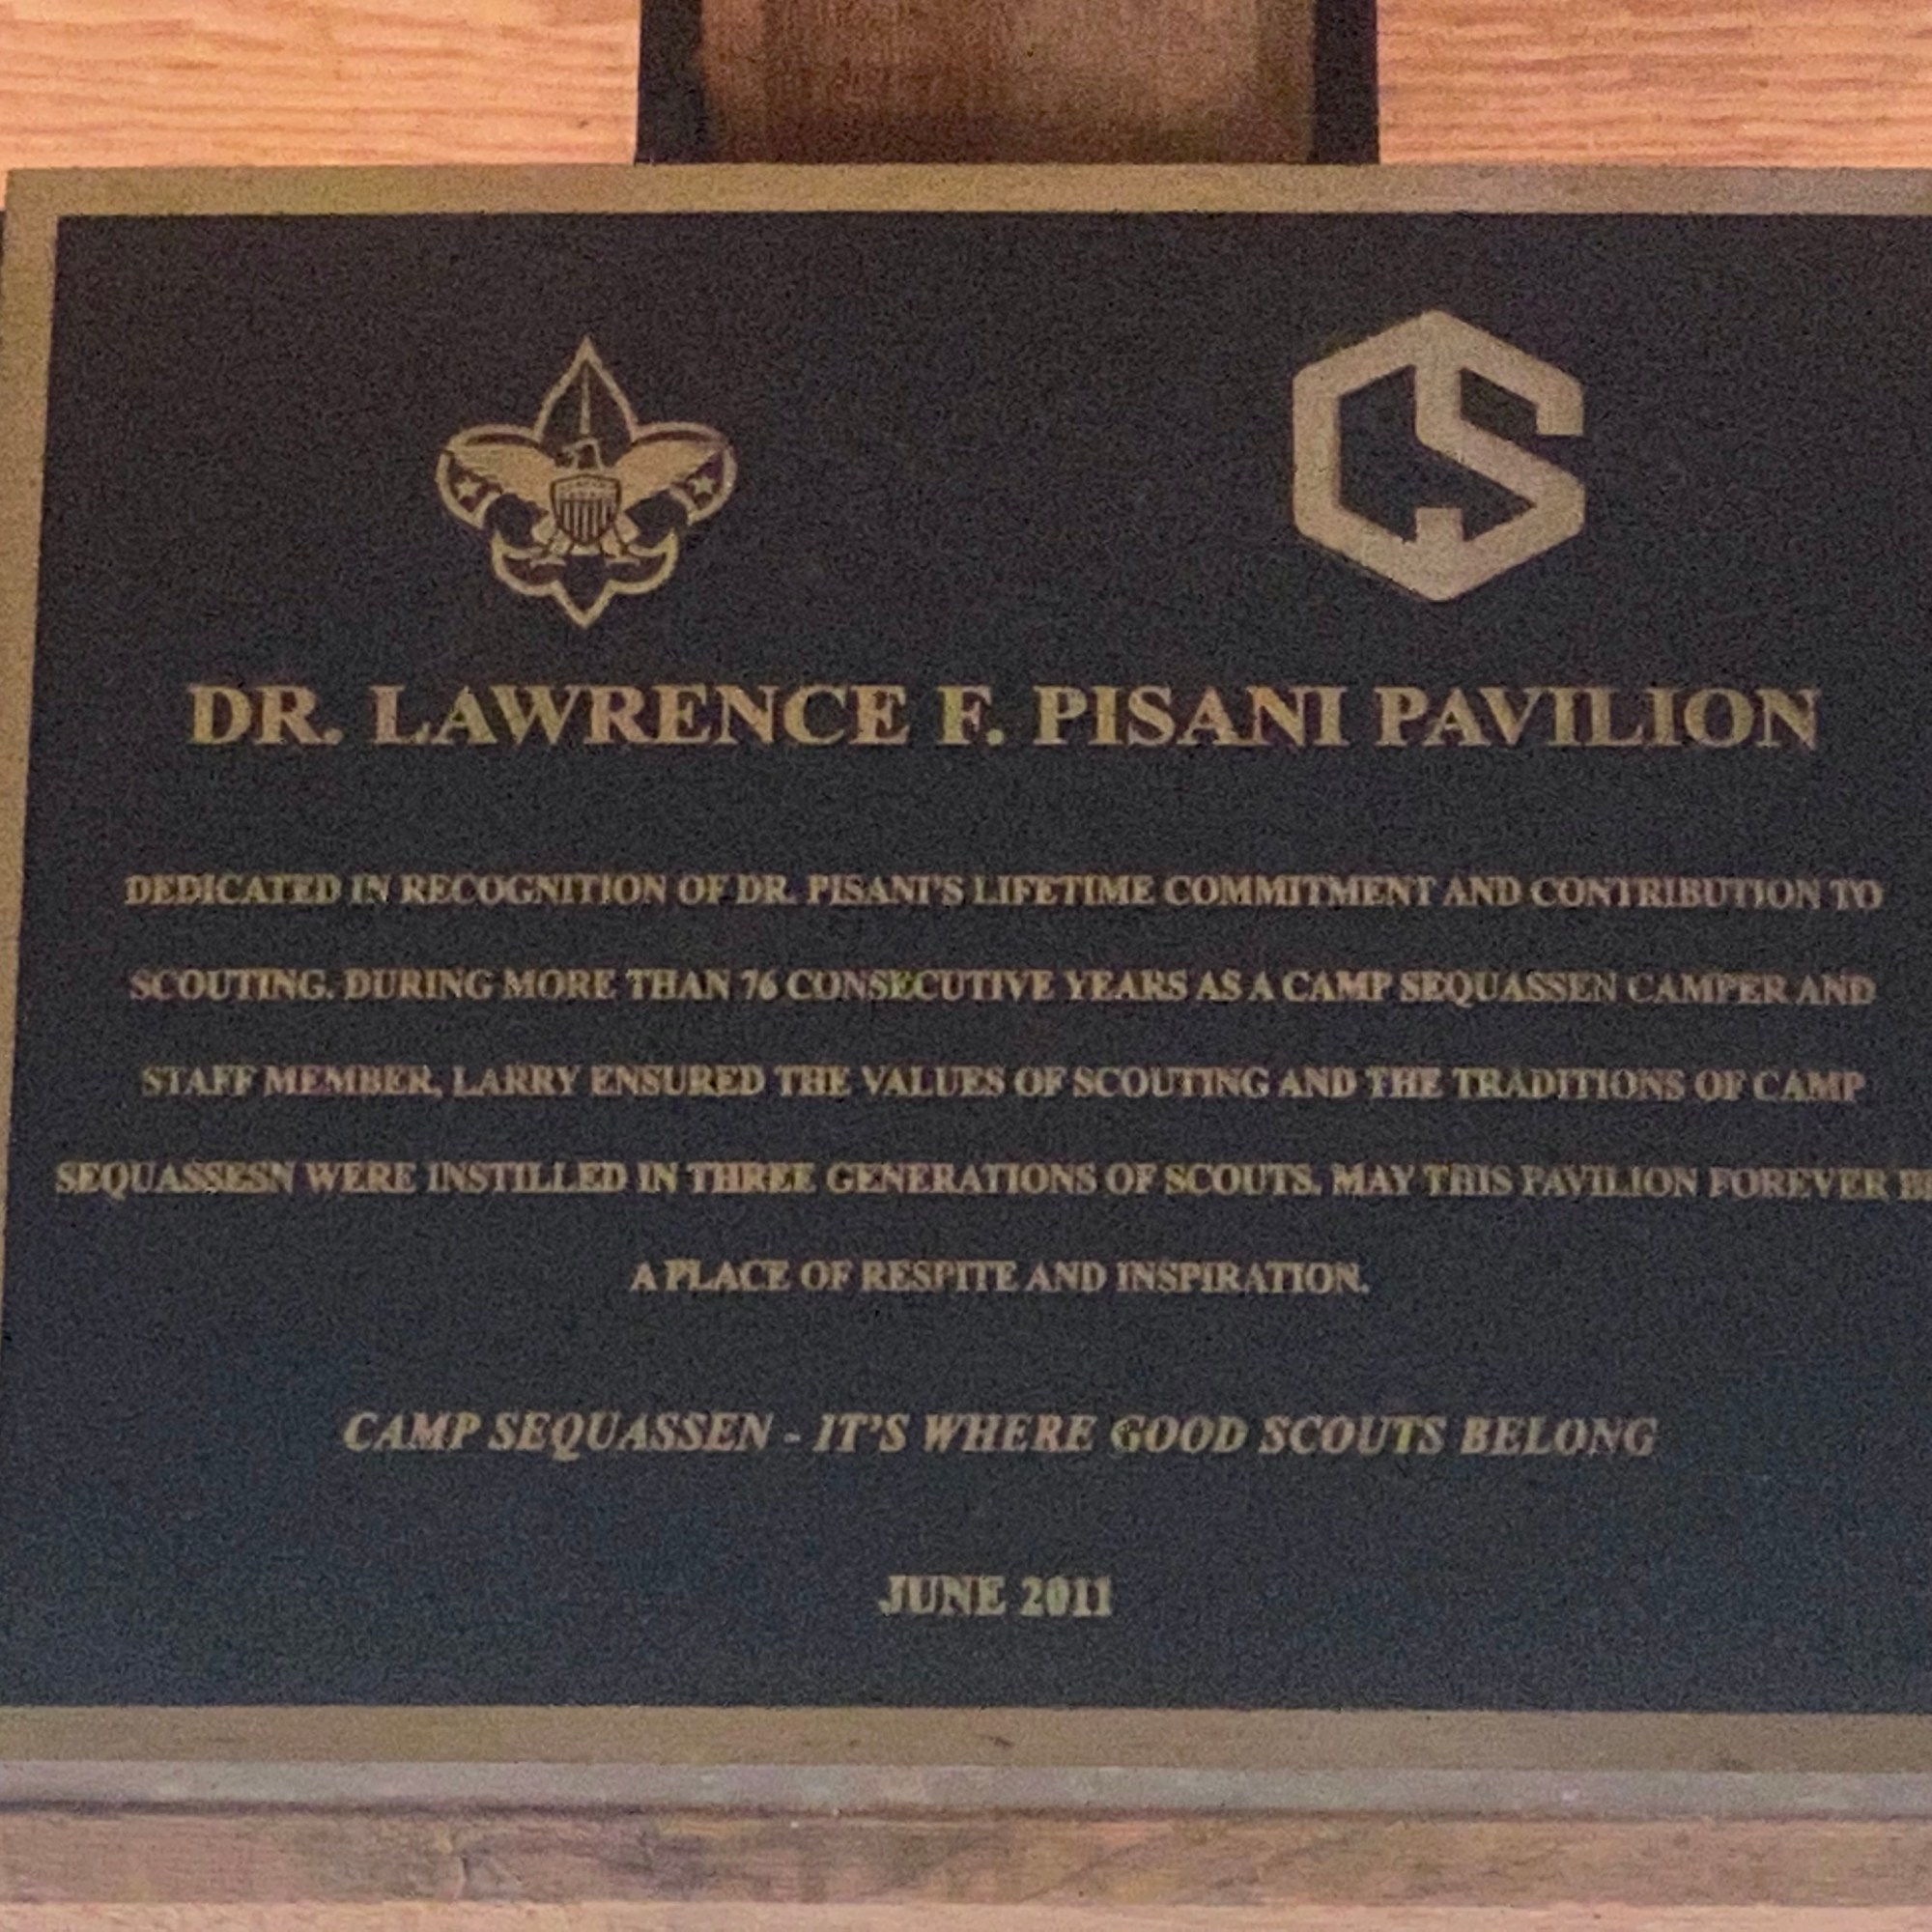 CS
DR. LAWRENCE F. PISANI PAVILION
DEDICATED IN RECOGNITION OF DR. PISANI'S LIFETIME COMMITMENT AND CONTRIBUTION TO
SCOUTING. DURING MORE THAN 76 CONSECUTIVE YEARS AS A CAMP SEQUASSEN CAMPER AND
STAFF MEMBER, LARRY ENSURED THE VALUES OF SCOUTING AND THE TRADITIONS OF CAMP
SEQUASSESN WERE INSTILLED IN THREE GENERATIONS OF SCOUTS. MAY THIS PAVILION FOREVER
A PLACE OF RESPITE AND INSPIRATION.
CAMP SEQUASSEN - IT'S WHERE GOOD SCOUTS BELONG
JUNE 2011